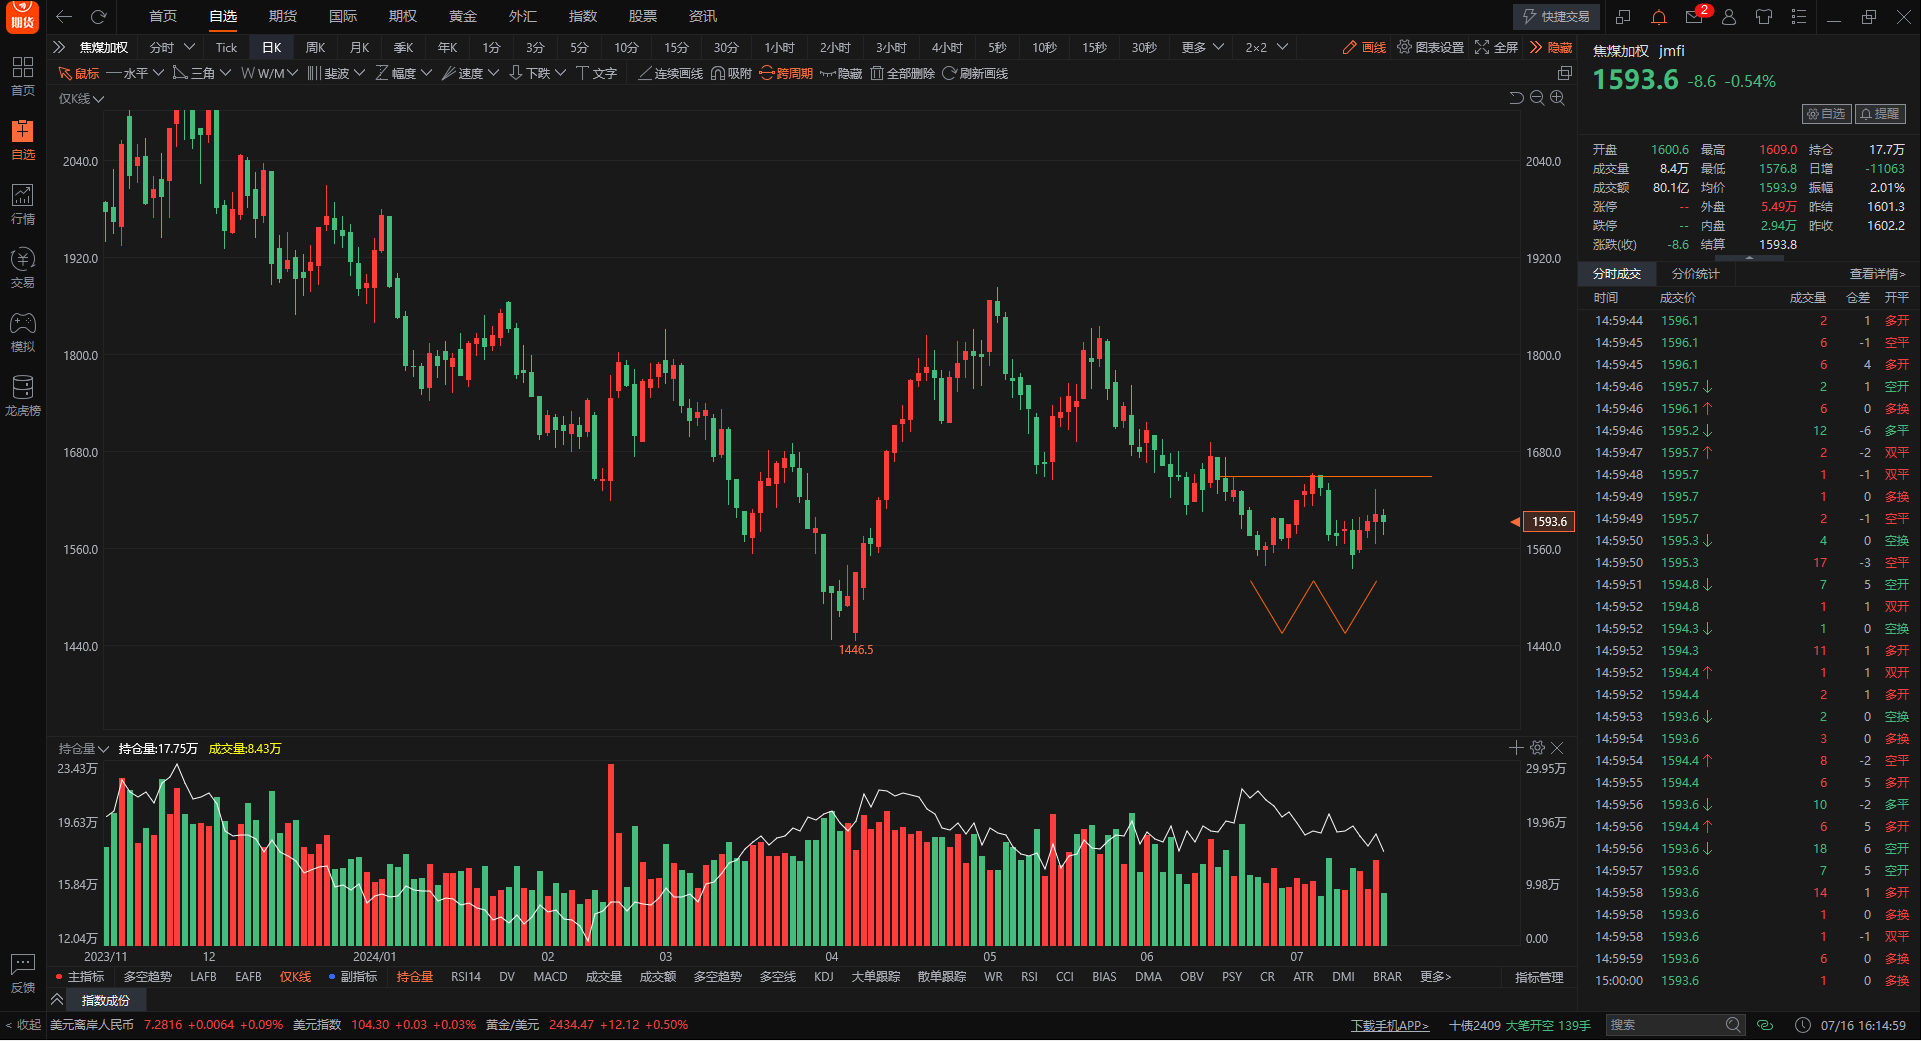 期货 首页 自选 期货 国际 期权 黄金 外汇 指数 股票 资讯 快捷交易 2
焦煤加权 分时 Tick 日K 周K 月K 季K 年K 1分 3分 5分 10分 15分 30分 1小时 2小时 3小时 4小时 5秒 10秒 15秒 30秒 更多 2×2 画线 图表设置 全屏 隐藏
鼠标 水平 三角 W/M 斐波 幅度 速度 下跌 文字 连续画线 吸附 跨周期 隐藏 全部删除 刷新画线
仅K线
首页
自选
行情
交易
模拟
龙虎榜
反馈
< 收起
2040.0 2040.0
1920.0 1920.0
1800.0 1800.0
1680.0 1680.0
1593.6
1560.0 1560.0
1440.0 1440.0
1446.5
持仓量 持仓量:17.75万 成交量:8.43万
23.43万 29.95万
19.63万 19.96万
15.84万 9.98万
12.04万 0.00
2023/11 12 2024/01 02 03 04 05 06 07
主指标 多空趋势 LAFB EAFB 仅K线 副指标 持仓量 RSI14 DV MACD 成交量 成交额 多空趋势 多空线 KDJ 大单跟踪 散单跟踪 WR RSI CCI BIAS DMA OBV PSY CR ATR DMI BRAR 更多> 指标管理
指数成份
焦煤加权 jmfi
1593.6 -8.6 -0.54%
自选 提醒
开盘 1600.6 最高 1609.0 持仓 17.7万
成交量 8.4万 最低 1576.8 日增 -11063
成交额 80.1亿 均价 1593.9 振幅 2.01%
涨停 -- 外盘 5.49万 昨结 1601.3
跌停 -- 内盘 2.94万 昨收 1602.2
涨跌(收) -8.6 结算 1593.8
分时成交 分价统计 查看详情>
时间 成交价 成交量 仓差 开平
14:59:44 1596.1 2 1 多开
14:59:45 1596.1 6 -1 空平
14:59:45 1596.1 6 4 多开
14:59:46 1595.7↓ 2 1 空开
14:59:46 1596.1↑ 6 0 多换
14:59:46 1595.2↓ 12 -6 多平
14:59:47 1595.7↑ 2 -2 双平
14:59:48 1595.7 1 -1 双平
14:59:49 1595.7 1 0 多换
14:59:49 1595.7 2 -1 空平
14:59:50 1595.3↓ 4 0 空换
14:59:50 1595.3 17 -3 空平
14:59:51 1594.8↓ 7 5 空开
14:59:52 1594.8 1 1 双开
14:59:52 1594.3↓ 1 0 空换
14:59:52 1594.3 11 1 多开
14:59:52 1594.4↑ 1 1 双开
14:59:52 1594.4 2 1 多开
14:59:53 1593.6↓ 2 0 空换
14:59:54 1593.6 3 0 多换
14:59:54 1594.4↑ 8 -2 空平
14:59:55 1594.4 6 5 多开
14:59:56 1593.6↓ 10 -2 多平
14:59:56 1594.4↑ 6 5 多开
14:59:56 1593.6↓ 18 6 空开
14:59:57 1593.6 7 5 空开
14:59:58 1593.6 14 1 多开
14:59:58 1593.6 1 0 多换
14:59:58 1593.6 1 -1 双平
14:59:59 1593.6 6 0 多换
15:00:00 1593.6 1 0 多换
美元离岸人民币 7.2816 +0.0064 +0.09% 美元指数 104.30 +0.03 +0.03% 黄金/美元 2434.47 +12.12 +0.50% 下载手机APP> 十债2409 大笔开空 139手 搜索 07/16 16:14:59